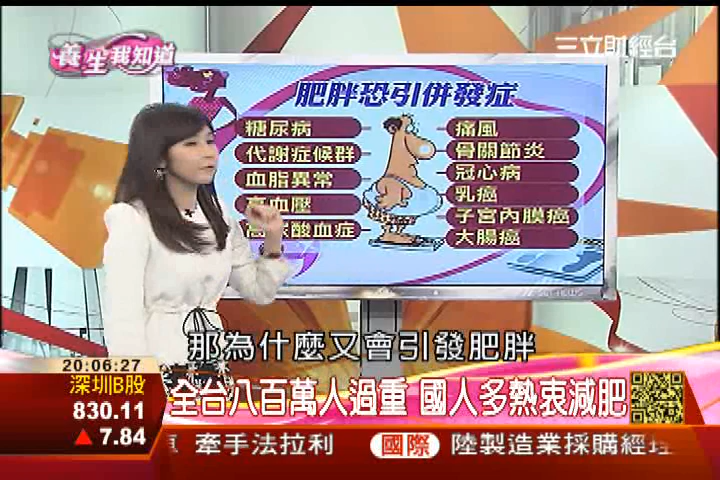 養生我知道
三立財經台
肥胖恐引併發症
糖尿病
代謝症候群
血脂異常
高血壓
高尿酸血症
痛風
骨關節炎
冠心病
乳癌
子宮內膜癌
大腸癌
那為什麼又會引發肥胖
20:06:27
深圳B股
830.11
▲7.84
全台八百萬人過重 國人多熱衷減肥
牽手法拉利 國際 陸製造業採購經理